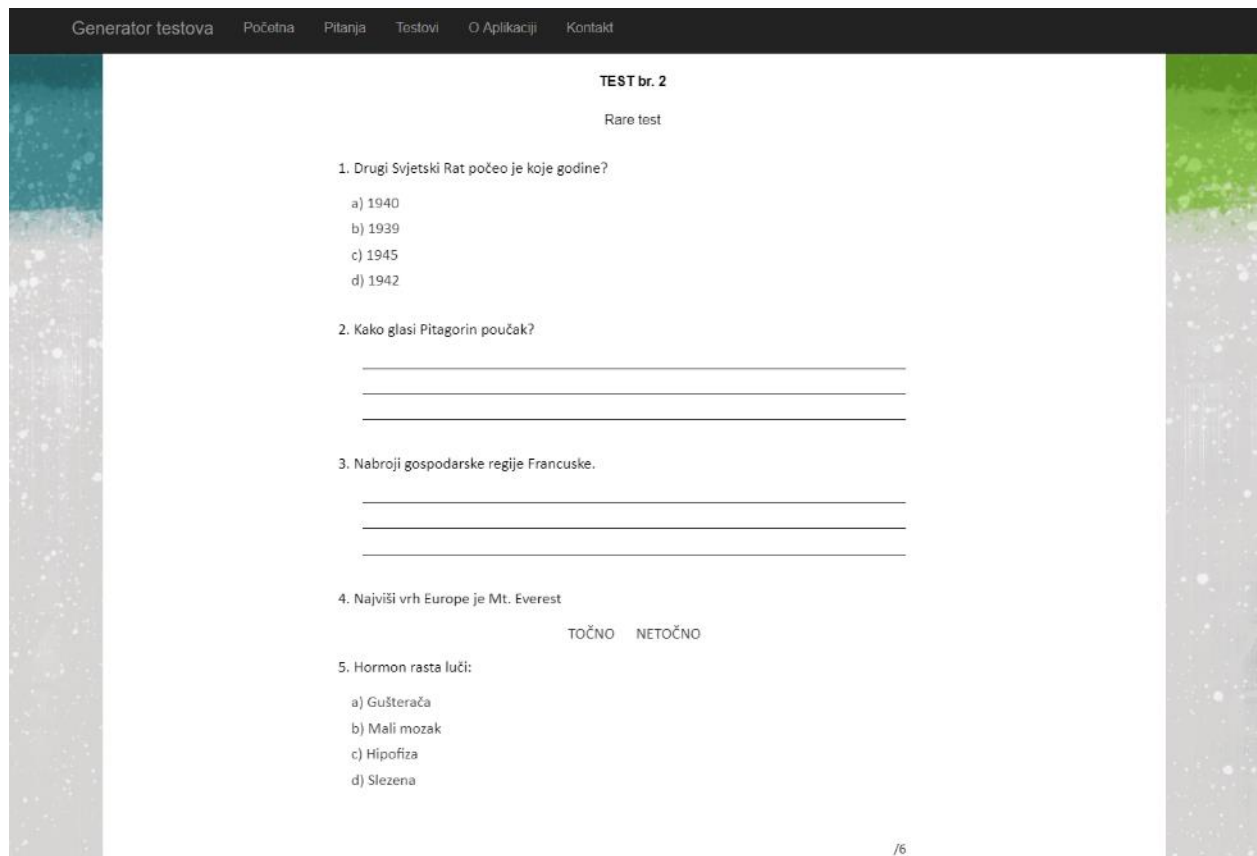 Generator testova Početna Pitanja Testovi O Aplikaciji Kontakt
TEST br. 2
Rare test
1. Drugi Svjetski Rat počeo je koje godine?
a) 1940
b) 1939
c) 1945
d) 1942
2. Kako glasi Pitagorin poučak?
3. Nabroji gospodarske regije Francuske.
4. Najviši vrh Europe je Mt. Everest
TOČNO NETOČNO
5. Hormon rasta luči:
a) Gušterača
b) Mali mozak
c) Hipofiza
d) Slezena
/6